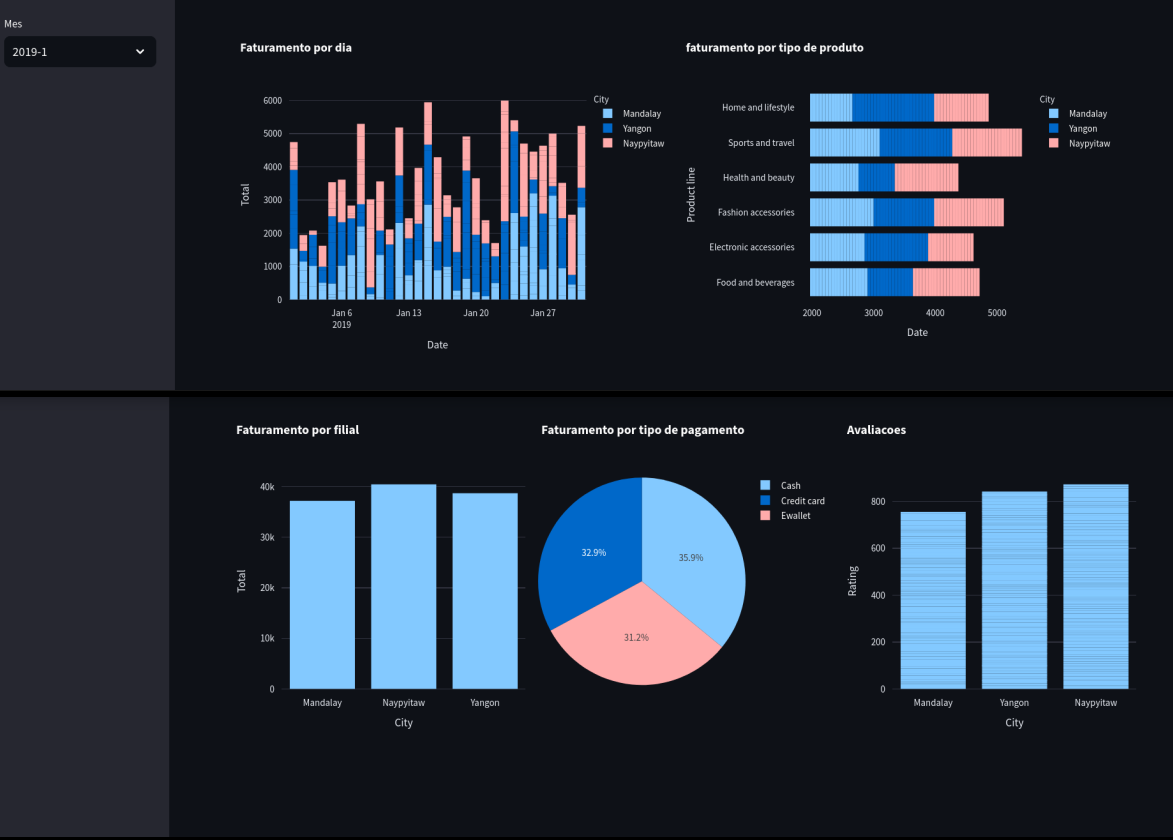 Mes
2019-1
Faturamento por dia
6000
5000
4000
3000
2000
1000
0
Total
Jan 6
2019
Jan 13
Jan 20
Jan 27
Date
City
Mandalay
Yangon
Naypyitaw
faturamento por tipo de produto
Product line
Home and lifestyle
Sports and travel
Health and beauty
Fashion accessories
Electronic accessories
Food and beverages
2000
3000
4000
5000
Date
City
Mandalay
Yangon
Naypyitaw
Faturamento por filial
40k
30k
20k
10k
0
Total
Mandalay
Naypyitaw
Yangon
City
Faturamento por tipo de pagamento
32.9%
35.9%
31.2%
Cash
Credit card
Ewallet
Avaliacoes
800
600
400
200
0
Rating
Mandalay
Yangon
Naypyitaw
City